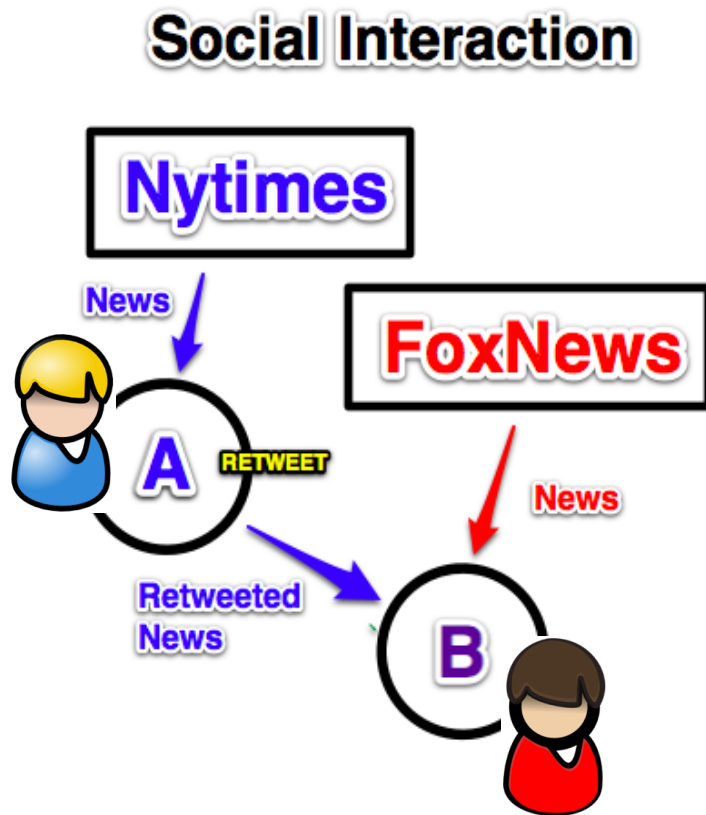 Social Interaction
Nytimes
News
FoxNews
A
RETWEET
News
Retweeted
News
B